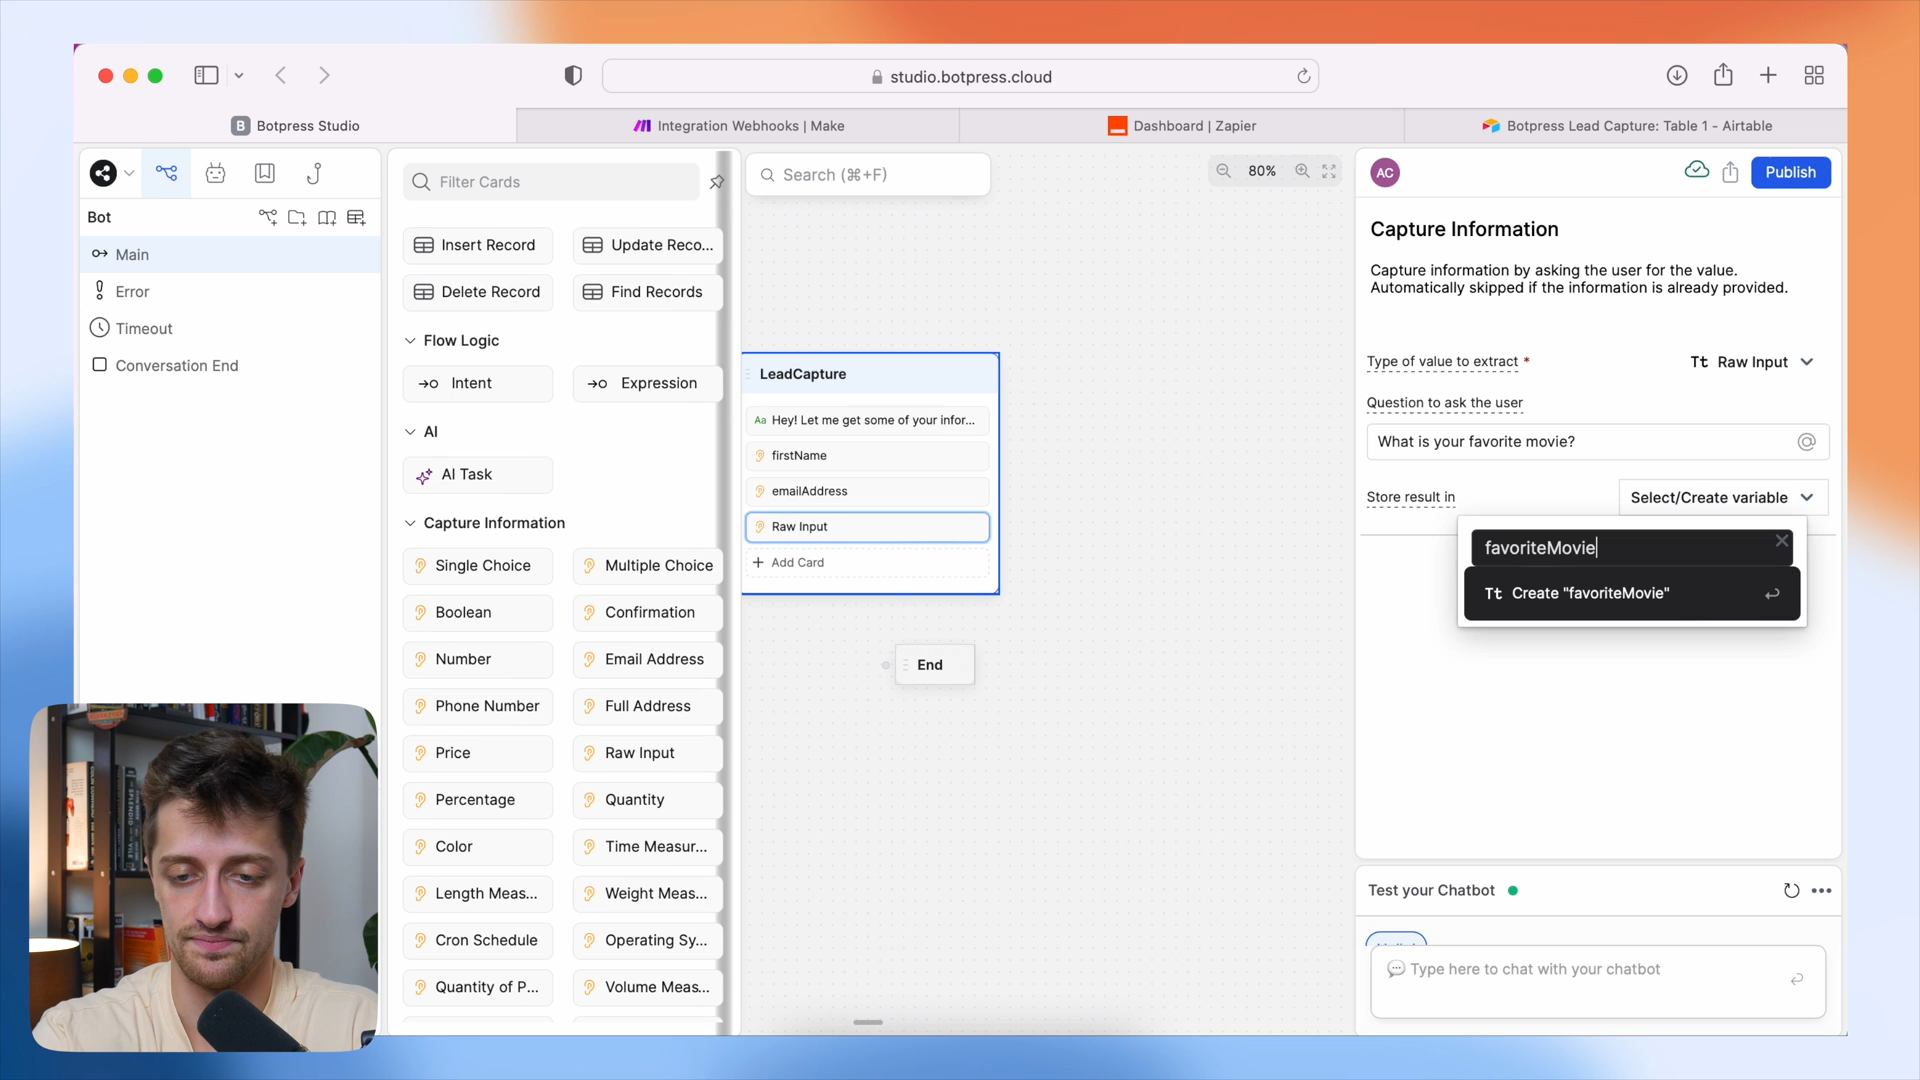 studio.botpress.cloud
B Botpress Studio
Integration Webhooks | Make
Dashboard | Zapier
Botpress Lead Capture: Table 1 - Airtable
Bot
Main
Error
Timeout
Conversation End
Filter Cards
Insert Record
Update Reco...
Delete Record
Find Records
Flow Logic
Intent
Expression
AI
AI Task
Capture Information
Single Choice
Multiple Choice
Boolean
Confirmation
Number
Email Address
Phone Number
Full Address
Price
Raw Input
Percentage
Quantity
Color
Time Measur...
Length Meas...
Weight Meas...
Cron Schedule
Operating Sy...
Quantity of P...
Volume Meas...
Search (⌘+F)
80%
LeadCapture
Aa Hey! Let me get some of your infor...
firstName
emailAddress
Raw Input
+ Add Card
End
AC
Publish
Capture Information
Capture information by asking the user for the value.
Automatically skipped if the information is already provided.
Type of value to extract *
Tt Raw Input
Question to ask the user
What is your favorite movie?
Store result in
Select/Create variable
favoriteMovie
Tt Create "favoriteMovie"
Test your Chatbot
Type here to chat with your chatbot